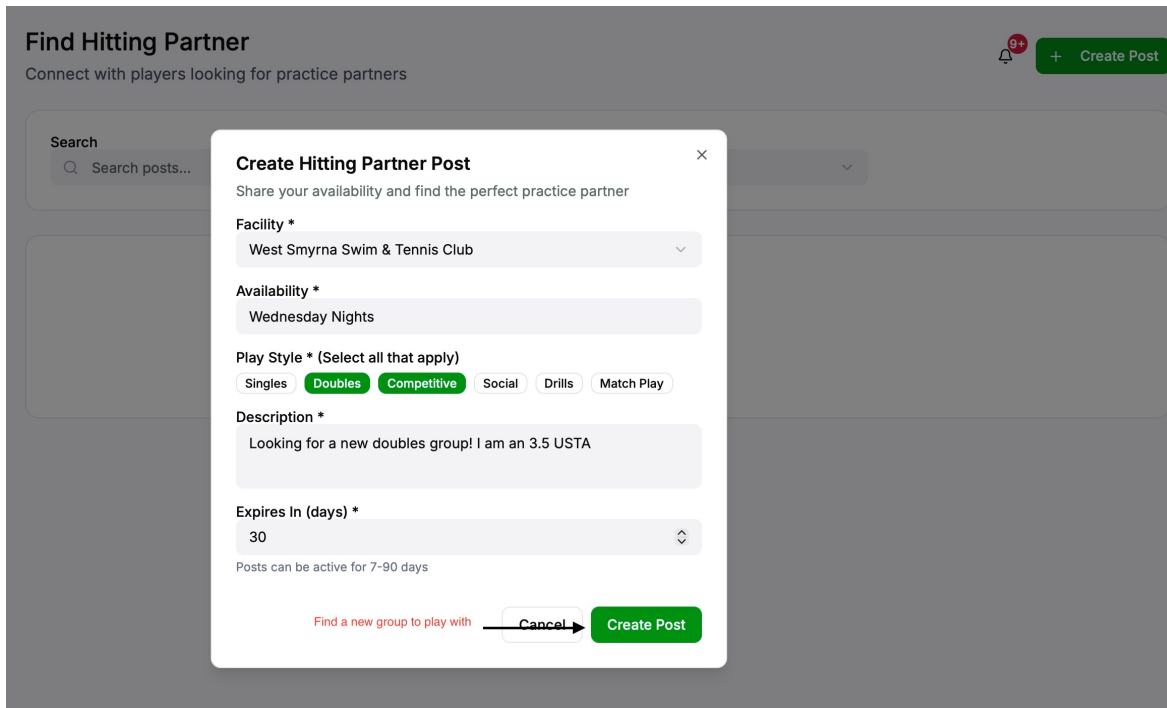 Find Hitting Partner
Connect with players looking for practice partners
9+
+ Create Post
Search
Search posts...
Create Hitting Partner Post
Share your availability and find the perfect practice partner
Facility *
West Smyrna Swim & Tennis Club
Availability *
Wednesday Nights
Play Style * (Select all that apply)
Singles Doubles Competitive Social Drills Match Play
Description *
Looking for a new doubles group! I am an 3.5 USTA
Expires In (days) *
30
Posts can be active for 7-90 days
Find a new group to play with Cancel Create Post